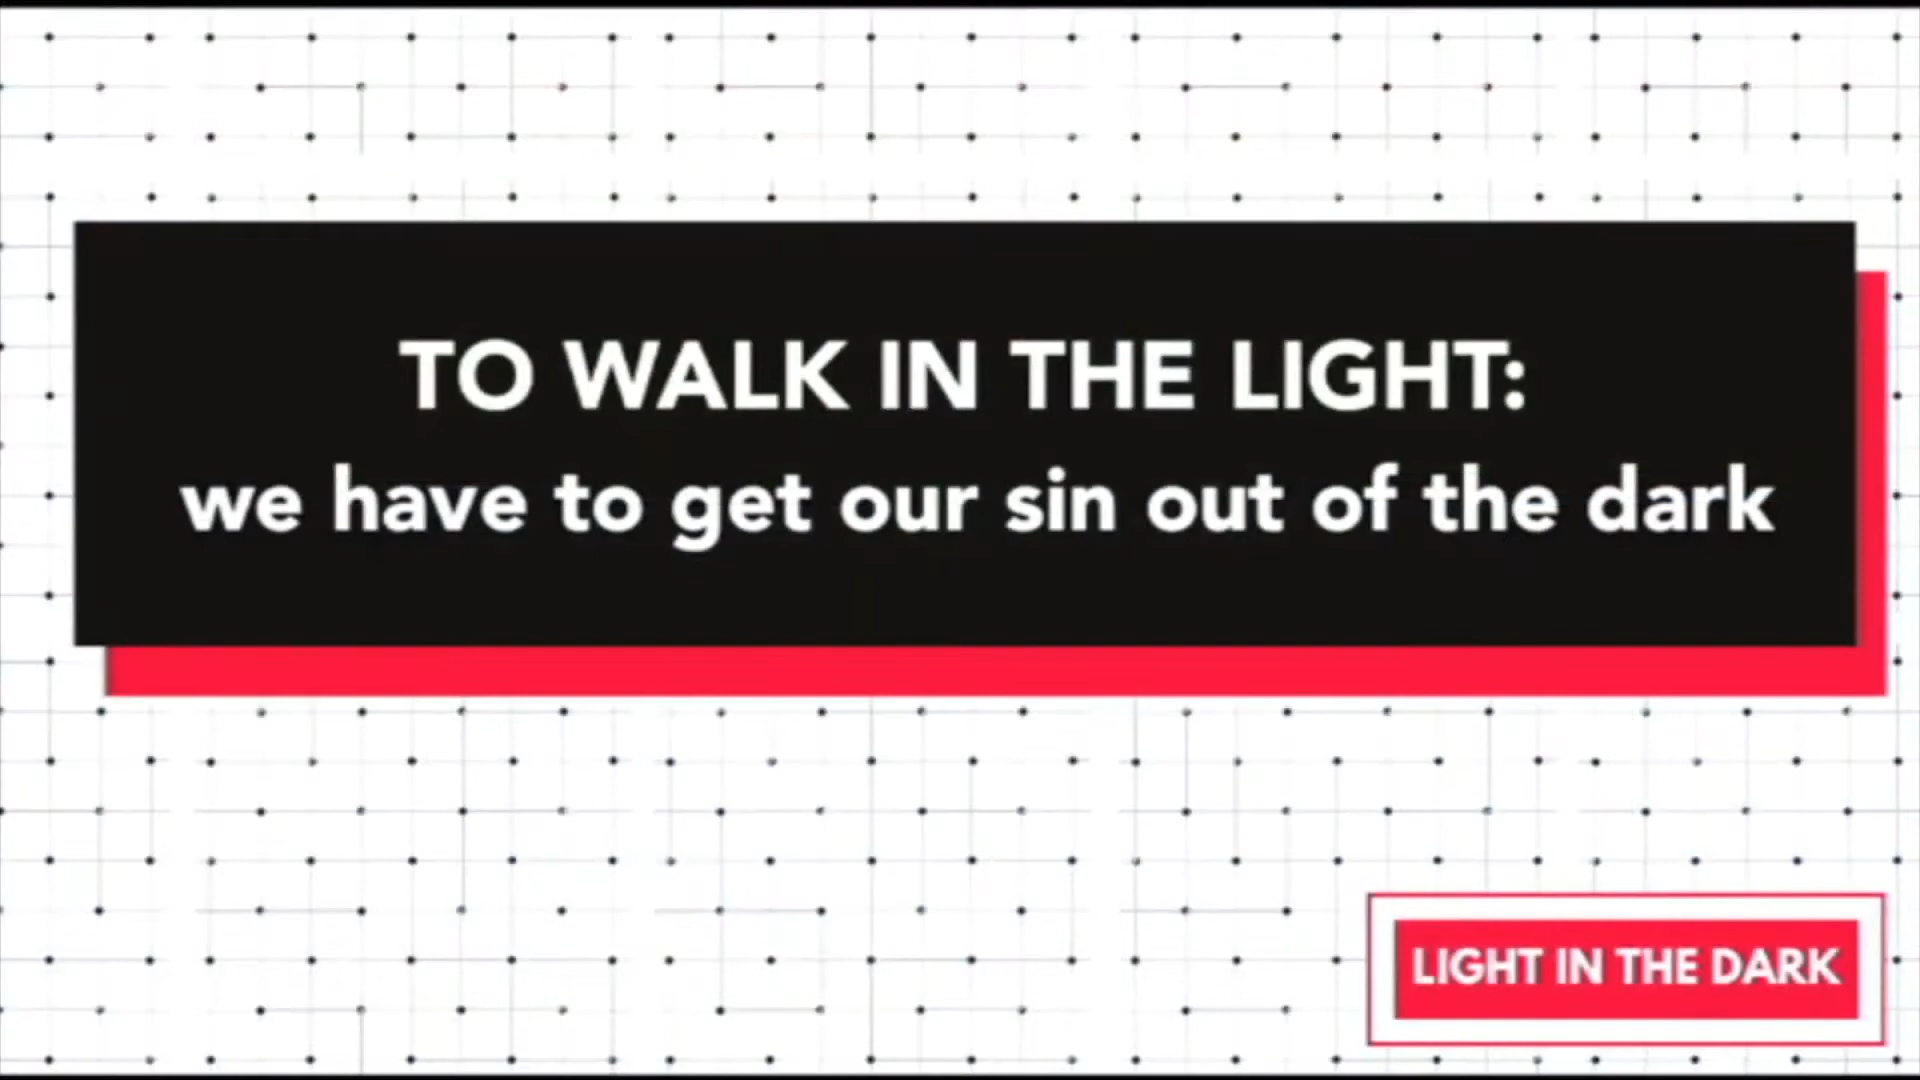 TO WALK IN THE LIGHT:
we have to get our sin out of the dark
LIGHT IN THE DARK